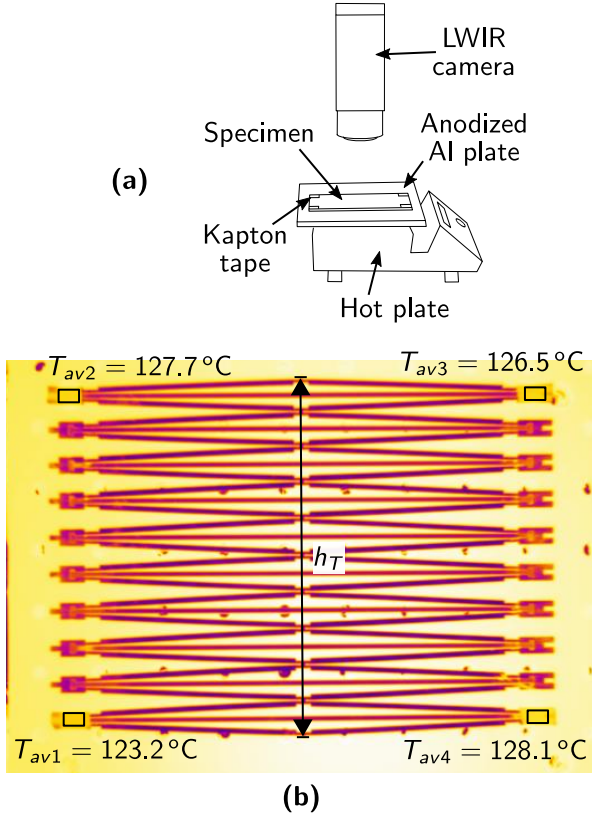 LWIR
camera
Specimen
Anodized
Al plate
(a)
Kapton
tape
Hot plate
T_av2 = 127.7 °C
T_av3 = 126.5 °C
h_T
T_av1 = 123.2 °C
T_av4 = 128.1 °C
(b)